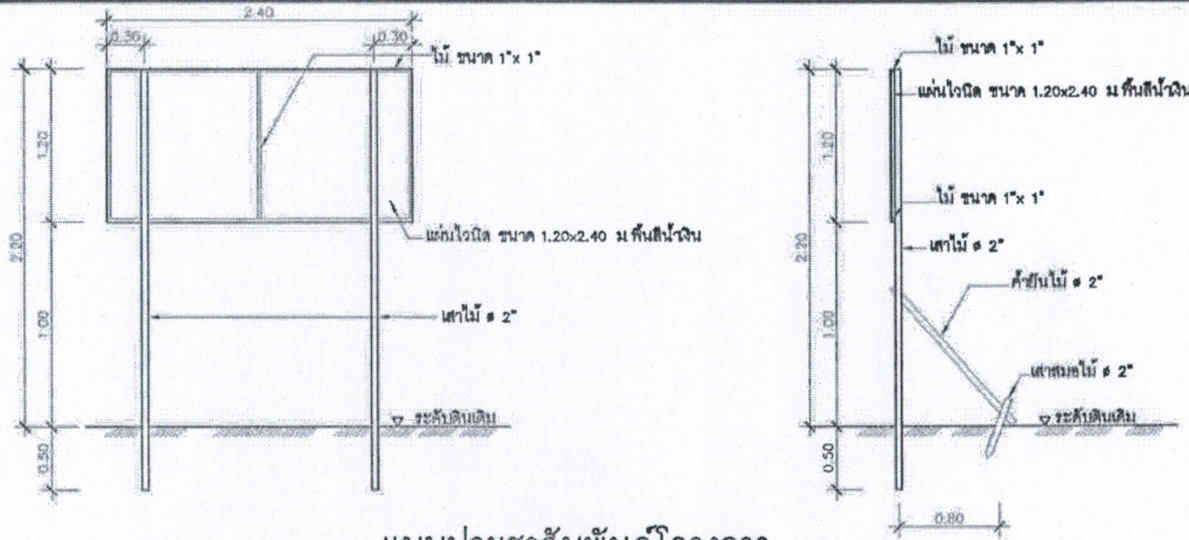 2.40
0.30
0.30
ไม้ ขนาด 1"x 1"
1.20
2.20
แผ่นไวนิล ขนาด 1.20x2.40 ม พื้นสีน้ำเงิน
1.00
เสาไม้ ø 2"
ระดับดินเดิม
0.50
ไม้ ขนาด 1"x 1"
แผ่นไวนิล ขนาด 1.20x2.40 ม พื้นสีน้ำเงิน
1.20
ไม้ ขนาด 1"x 1"
2.20
เสาไม้ ø 2"
ค้ำยันไม้ ø 2"
1.00
เสาสมอไม้ ø 2"
ระดับดินเดิม
0.50
0.80